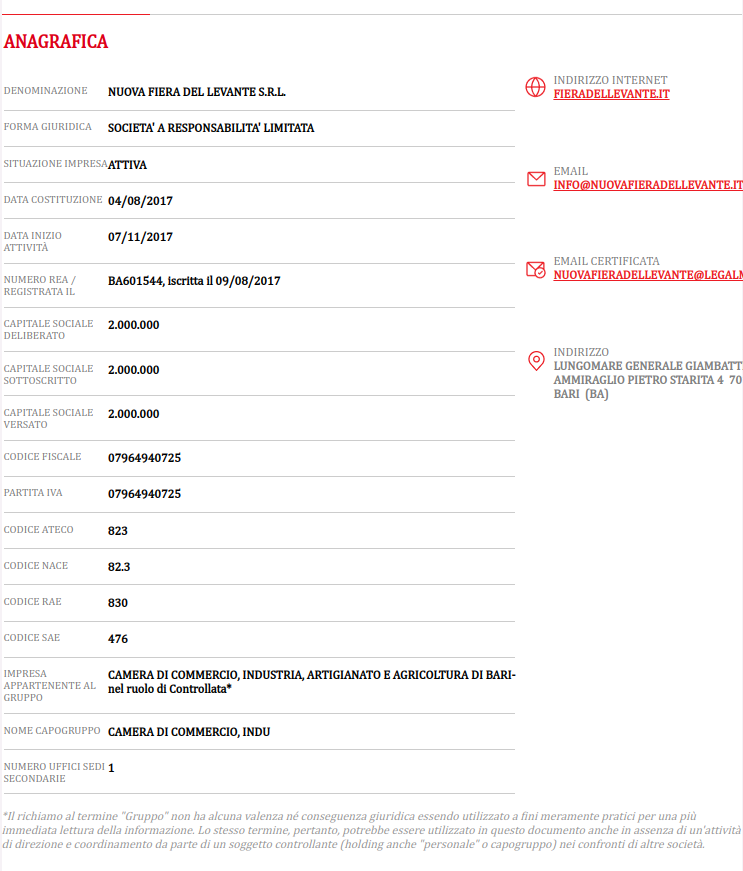 ANAGRAFICA
DENOMINAZIONE NUOVA FIERA DEL LEVANTE S.R.L.
FORMA GIURIDICA SOCIETA' A RESPONSABILITA' LIMITATA
SITUAZIONE IMPRESA ATTIVA
DATA COSTITUZIONE 04/08/2017
DATA INIZIO
ATTIVITÀ
07/11/2017
NUMERO REA /
REGISTRATA IL
BA601544, iscritta il 09/08/2017
CAPITALE SOCIALE
DELIBERATO
2.000.000
CAPITALE SOCIALE
SOTTOSCRITTO
2.000.000
CAPITALE SOCIALE
VERSATO
2.000.000
CODICE FISCALE 07964940725
PARTITA IVA 07964940725
CODICE ATECO 823
CODICE NACE 82.3
CODICE RAE 830
CODICE SAE 476
IMPRESA
APPARTENENTE AL
GRUPPO
CAMERA DI COMMERCIO, INDUSTRIA, ARTIGIANATO E AGRICOLTURA DI BARI-
nel ruolo di Controllata*
NOME CAPOGRUPPO CAMERA DI COMMERCIO, INDU
NUMERO UFFICI SEDI
SECONDARIE
1
INDIRIZZO INTERNET
FIERADELLEVANTE.IT
EMAIL
INFO@NUOVAFIERADELLEVANTE.IT
EMAIL CERTIFICATA
NUOVAFIERADELLEVANTE@LEGALM
INDIRIZZO
LUNGOMARE GENERALE GIAMBATT
AMMIRAGLIO PIETRO STARITA 4 70
BARI (BA)
*Il richiamo al termine "Gruppo" non ha alcuna valenza né conseguenza giuridica essendo utilizzato a fini meramente pratici per una più
immediata lettura della informazione. Lo stesso termine, pertanto, potrebbe essere utilizzato in questo documento anche in assenza di un'attività
di direzione e coordinamento da parte di un soggetto controllante (holding anche "personale" o capogruppo) nei confronti di altre società.